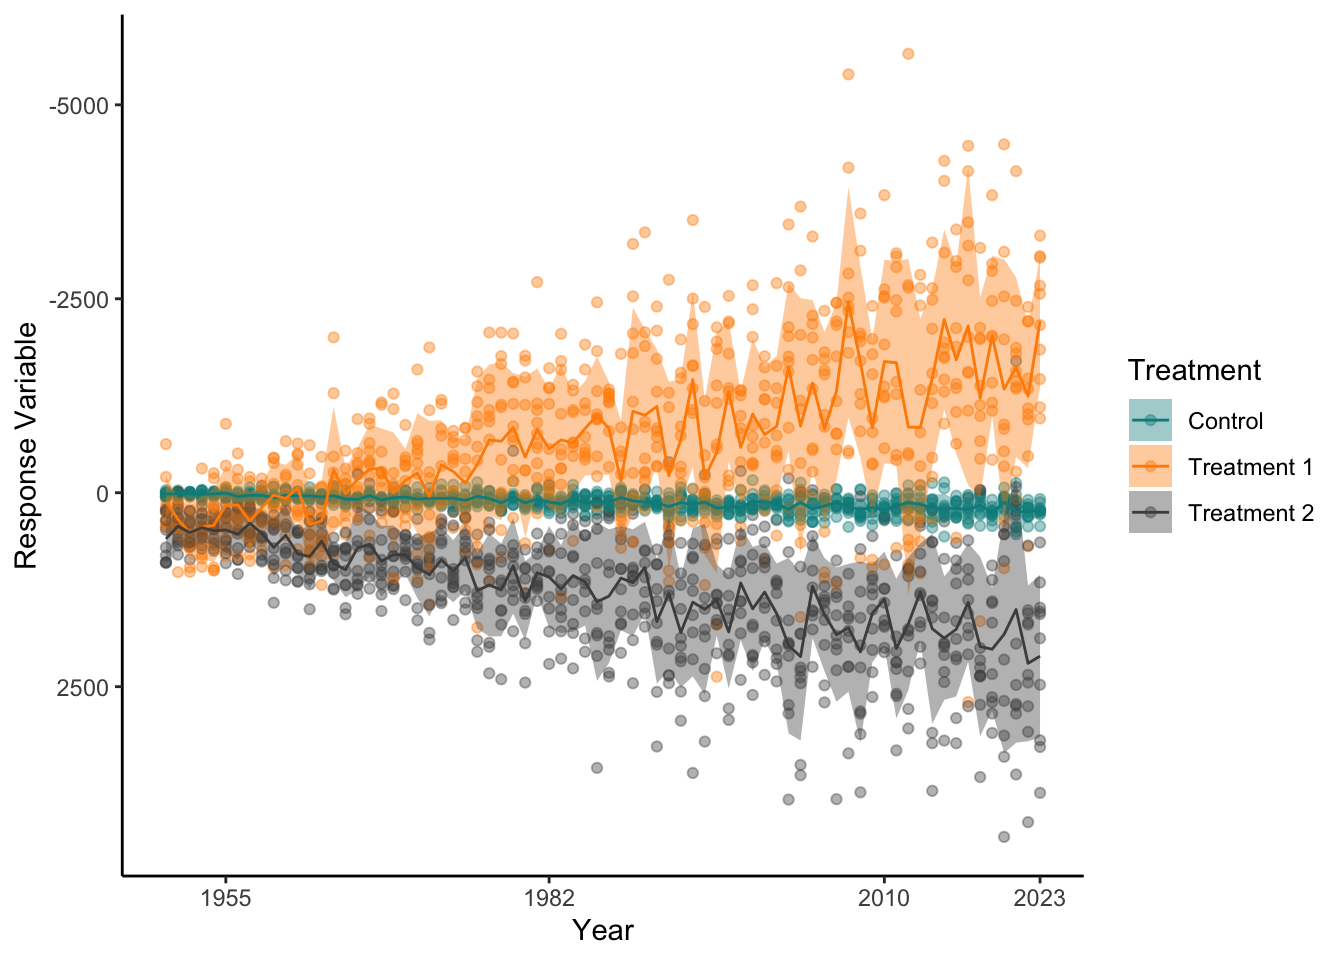 -5000
-2500
0
2500
Response Variable
1955
1982
2010
2023
Year
Treatment
Control
Treatment 1
Treatment 2